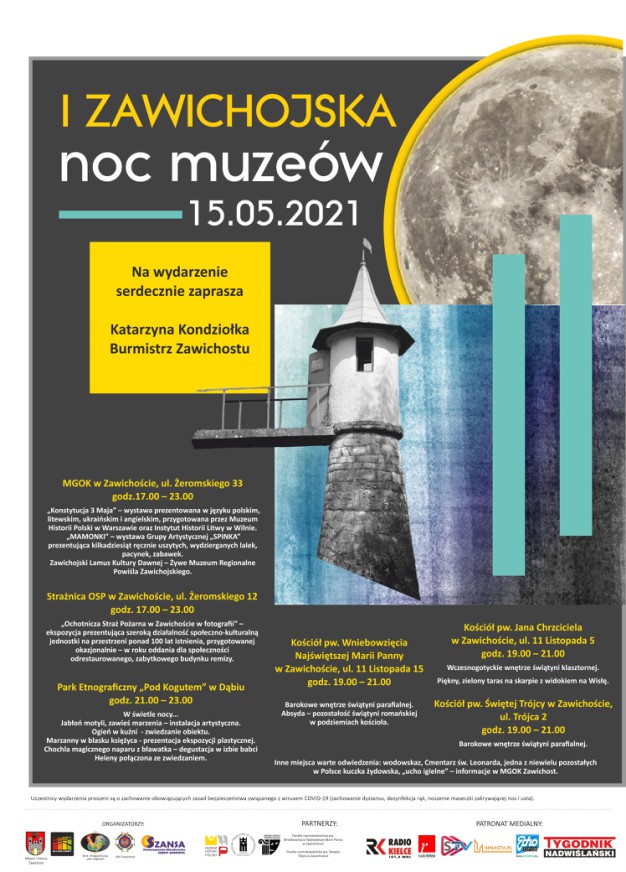 I ZAWICHOJSKA
noc muzeów
15.05.2021
Na wydarzenie
serdecznie zaprasza
Katarzyna Kondziołka
Burmistrz Zawichostu
MGOK w Zawichoście, ul. Żeromskiego 33
godz.17.00 – 23.00
„Konstytucja 3 Maja” – wystawa prezentowana w języku polskim,
litewskim, ukraińskim i angielskim, przygotowana przez Muzeum
Historii Polski w Warszawie oraz Instytut Historii Litwy w Wilnie.
„MAMONKI” – wystawa Grupy Artystycznej „SPINKA”
prezentująca kilkadziesiąt ręcznie uszytych, wydzierganych lalek,
pacynek, zabawek.
Zawichojski Lamus Kultury Dawnej – Żywe Muzeum Regionalne
Powiśla Zawichojskiego.
Strażnica OSP w Zawichoście, ul. Żeromskiego 12
godz. 17.00 – 23.00
„Ochotnicza Straż Pożarna w Zawichoście w fotografii” –
ekspozycja prezentująca szeroką działalność społeczno-kulturalną
jednostki na przestrzeni ponad 100 lat istnienia, przygotowanej
okazjonalnie – w roku oddania dla społeczności
odrestaurowanego, zabytkowego budynku remizy.
Park Etnograficzny „Pod Kogutem” w Dąbiu
godz. 21.00 – 23.00
W świetle nocy...
Jabłoń motyli, zawieś marzenia – instalacja artystyczna.
Ogień w kuźni - zwiedzanie obiektu.
Marzanny w blasku księżyca - prezentacja ekspozycji plastycznej.
Chochla magicznego naparu z bławatka – degustacja w izbie babci
Heleny połączona ze zwiedzaniem.
Kościół pw. Wniebowzięcia
Najświętszej Marii Panny
w Zawichoście, ul. 11 Listopada 15
godz. 19.00 – 21.00
Barokowe wnętrze świątyni parafialnej.
Absyda – pozostałość świątyni romańskiej
w podziemiach kościoła.
Kościół pw. Jana Chrzciciela
w Zawichoście, ul. 11 Listopada 5
godz. 19.00 – 21.00
Wczesnogotyckie wnętrze świątyni klasztornej.
Piękny, zielony taras na skarpie z widokiem na Wisłę.
Kościół pw. Świętej Trójcy w Zawichoście,
ul. Trójca 2
godz. 19.00 – 21.00
Barokowe wnętrze świątyni parafialnej.
Inne miejsca warte odwiedzenia: wodowskaz, Cmentarz św. Leonarda, jedna z niewielu pozostałych
w Polsce kuczka żydowska, „ucho igielne” – informacje w MGOK Zawichost.
Uczestnicy wydarzenia proszeni są o zachowanie obowiązujących zasad bezpieczeństwa związanego z wirusem COVID-19 (zachowanie dystansu, dezynfekcja rąk, noszenie maseczki zakrywającej nos i usta).
ORGANIZATORZY:
PARTNERZY:
PATRONAT MEDIALNY:
SZANSA
RADIO
KIELCE
TYGODNIK
NADWIŚLAŃSKI